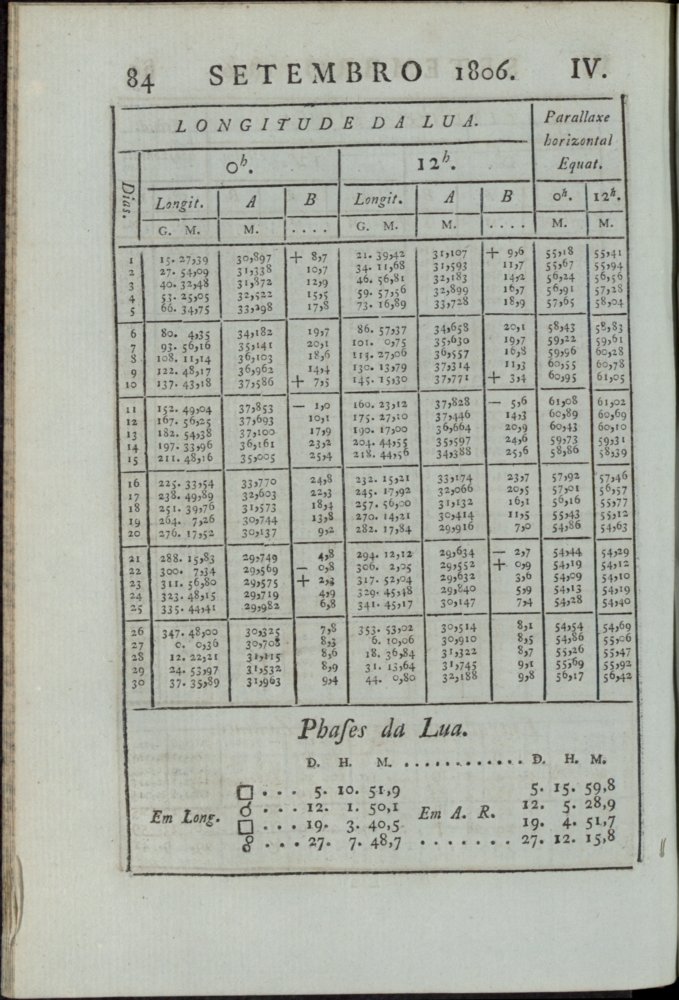 84 SETEMBRO 1806. IV.
LONGITUDE DA LUA. Parallaxe horizontal Equat.
Dias. 0h. 12h.
Longit. A B Longit. A B 0h. 12h.
G. M. M. .... G. M. M. .... M. M.
1 15. 27,39 30,897 + 8,7 21. 39,42 31,107 + 9,6 55,18 55,41
2 27. 54,09 31,338 10,7 34. 11,68 31,593 11,7 55,67 55,94
3 40. 32,48 31,872 12,9 46. 56,81 32,183 14,2 56,24 56,56
4 53. 25,05 32,522 15,5 59. 57,56 32,899 16,7 56,91 57,28
5 66. 34,75 33,298 17,8 73. 16,89 33,728 18,9 57,65 58,04
6 80. 4,35 34,182 19,7 86. 57,37 34,658 20,1 58,43 58,83
7 93. 56,16 35,141 20,1 101. 0,75 35,630 19,7 59,22 59,61
8 108. 11,14 36,103 18,6 113. 27,06 36,557 16,8 59,96 60,28
9 122. 48,17 36,962 14,4 130. 13,79 37,314 11,3 60,55 60,78
10 137. 43,18 37,586 + 7,5 145. 15,30 37,771 + 3,4 60,95 61,05
11 152. 49,04 37,853 — 1,0 160. 23,12 37,828 — 5,6 61,08 61,02
12 167. 56,25 37,693 10,1 175. 27,10 37,446 14,3 60,89 60,69
13 182. 54,38 37,100 17,9 190. 17,00 36,664 20,9 60,43 60,10
14 197. 33,96 36,161 23,2 204. 44,55 35,597 24,6 59,73 59,31
15 211. 48,16 35,005 25,4 218. 44,56 34,388 25,6 58,86 58,39
16 225. 33,54 33,770 24,8 232. 15,21 33,174 23,7 57,92 57,46
17 238. 49,89 32,603 22,3 245. 17,92 32,066 20,5 57,01 56,57
18 251. 39,76 31,573 18,4 257. 56,00 31,132 16,1 56,16 55,77
19 264. 7,26 30,744 13,8 270. 14,21 30,414 11,5 55,43 55,12
20 276. 17,52 30,137 9,2 282. 17,84 29,916 7,0 54,86 54,63
21 288. 15,83 29,749 4,8 294. 12,12 29,634 — 2,7 54,44 54,29
22 300. 7,34 29,569 — 0,8 306. 2,05 29,552 + 0,9 54,19 54,12
23 311. 56,80 29,575 + 2,3 317. 52,04 29,632 3,6 54,09 54,10
24 323. 48,15 29,719 4,9 329. 45,38 29,840 5,9 54,13 54,19
25 335. 44,41 29,982 6,8 341. 45,17 30,147 7,4 54,28 54,40
26 347. 48,00 30,325 7,8 353. 53,02 30,514 8,1 54,54 54,69
27 0. 0,36 30,708 8,3 6. 10,06 30,910 8,5 54,86 55,06
28 12. 22,21 31,115 8,6 18. 36,84 31,322 8,7 55,26 55,47
29 24. 53,97 31,532 8,9 31. 13,64 31,745 9,1 55,69 55,92
30 37. 35,89 31,963 9,4 44. 0,80 32,188 9,8 56,17 56,42
Phaſes da Lua.
D. H. M. ............ D. H. M.
□ ... 5. 10. 51,9 5. 15. 59,8
Em Long. ☌ ... 12. 1. 50,1 Em A. R. 12. 5. 28,9
□ ... 19. 3. 40,5 19. 4. 51,7
☍ ... 27. 7. 48,7 ....... 27. 12. 15,8